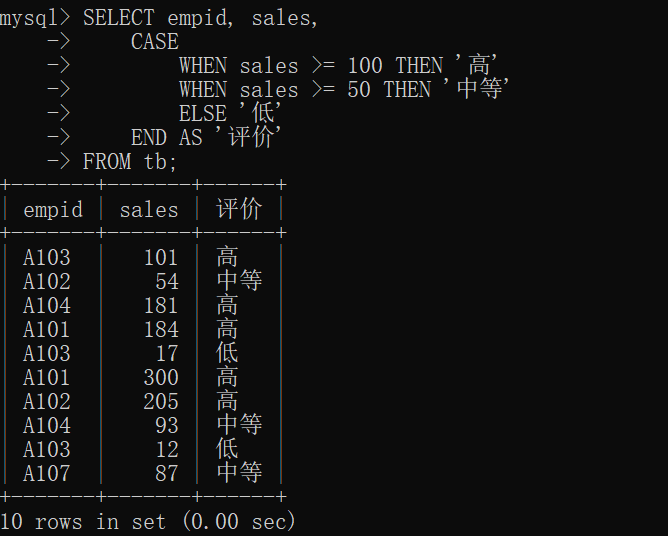 mysql> SELECT empid, sales,
    ->     CASE
    ->         WHEN sales >= 100 THEN '高'
    ->         WHEN sales >= 50 THEN '中等'
    ->         ELSE '低'
    ->     END AS '评价'
    -> FROM tb;
+-------+-------+------+
| empid | sales | 评价 |
+-------+-------+------+
| A103  |   101 | 高   |
| A102  |    54 | 中等 |
| A104  |   181 | 高   |
| A101  |   184 | 高   |
| A103  |    17 | 低   |
| A101  |   300 | 高   |
| A102  |   205 | 高   |
| A104  |    93 | 中等 |
| A103  |    12 | 低   |
| A107  |    87 | 中等 |
+-------+-------+------+
10 rows in set (0.00 sec)